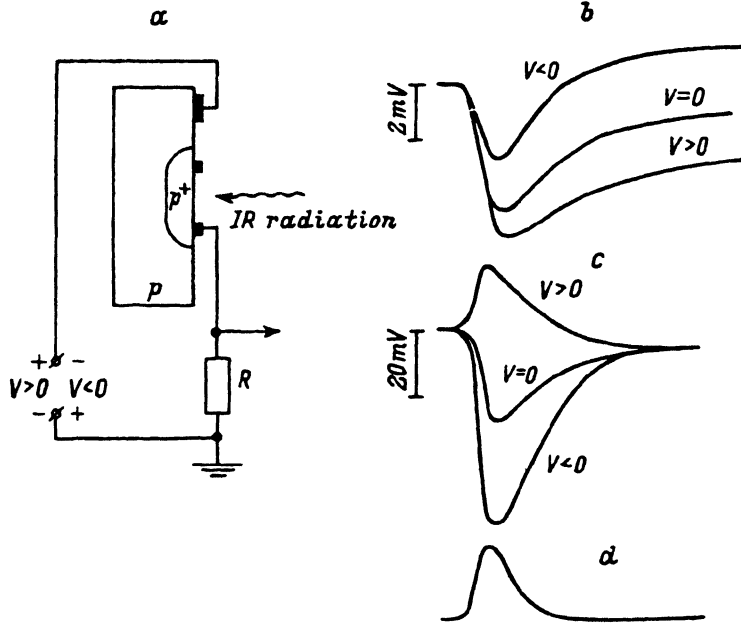 a
b
c
d
p+
p
IR radiation
+ -
V>0 V<0
- +
R
2mV
V<0
V=0
V>0
20mV
V>0
V=0
V<0